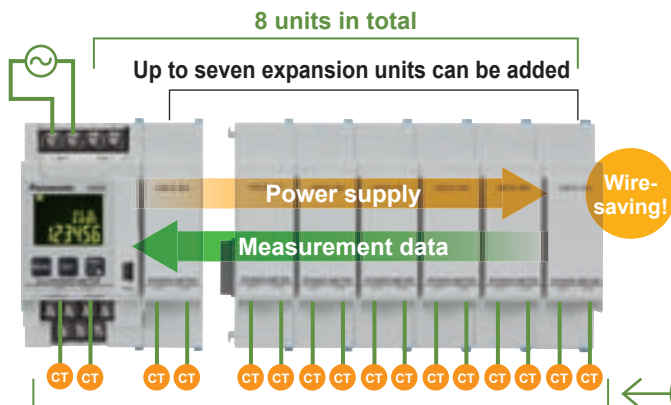 8 units in total
Up to seven expansion units can be added
Panasonic
123456
Power supply
Wire-
saving!
Measurement data
CT CT CT CT CT CT CT CT CT CT CT CT CT CT CT CT